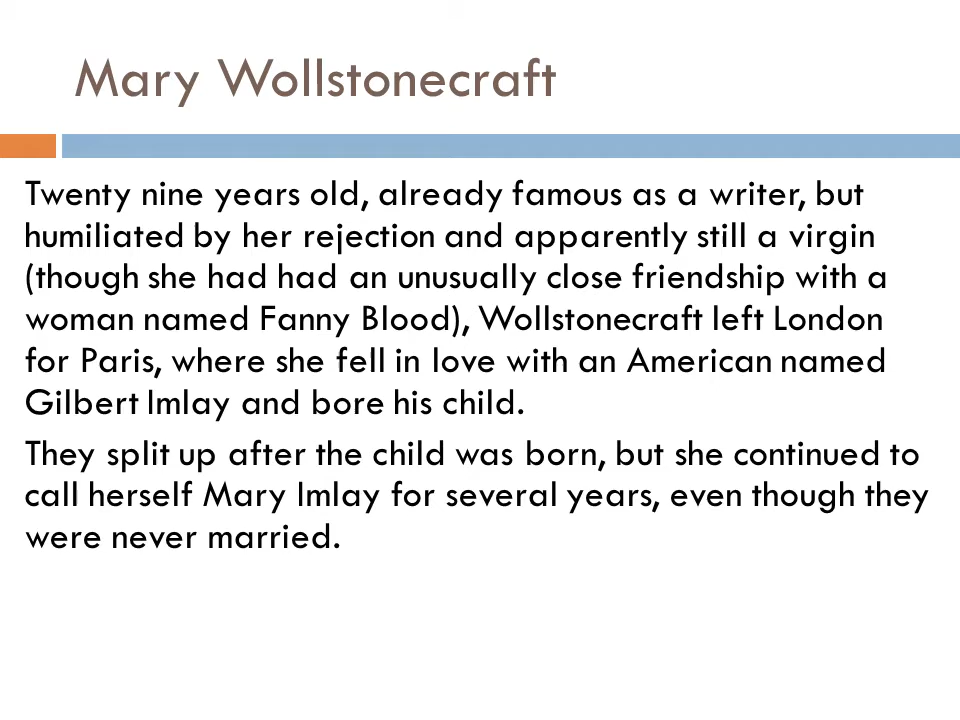 Mary Wollstonecraft
Twenty nine years old, already famous as a writer, but
humiliated by her rejection and apparently still a virgin
(though she had had an unusually close friendship with a
woman named Fanny Blood), Wollstonecraft left London
for Paris, where she fell in love with an American named
Gilbert Imlay and bore his child.
They split up after the child was born, but she continued to
call herself Mary Imlay for several years, even though they
were never married.